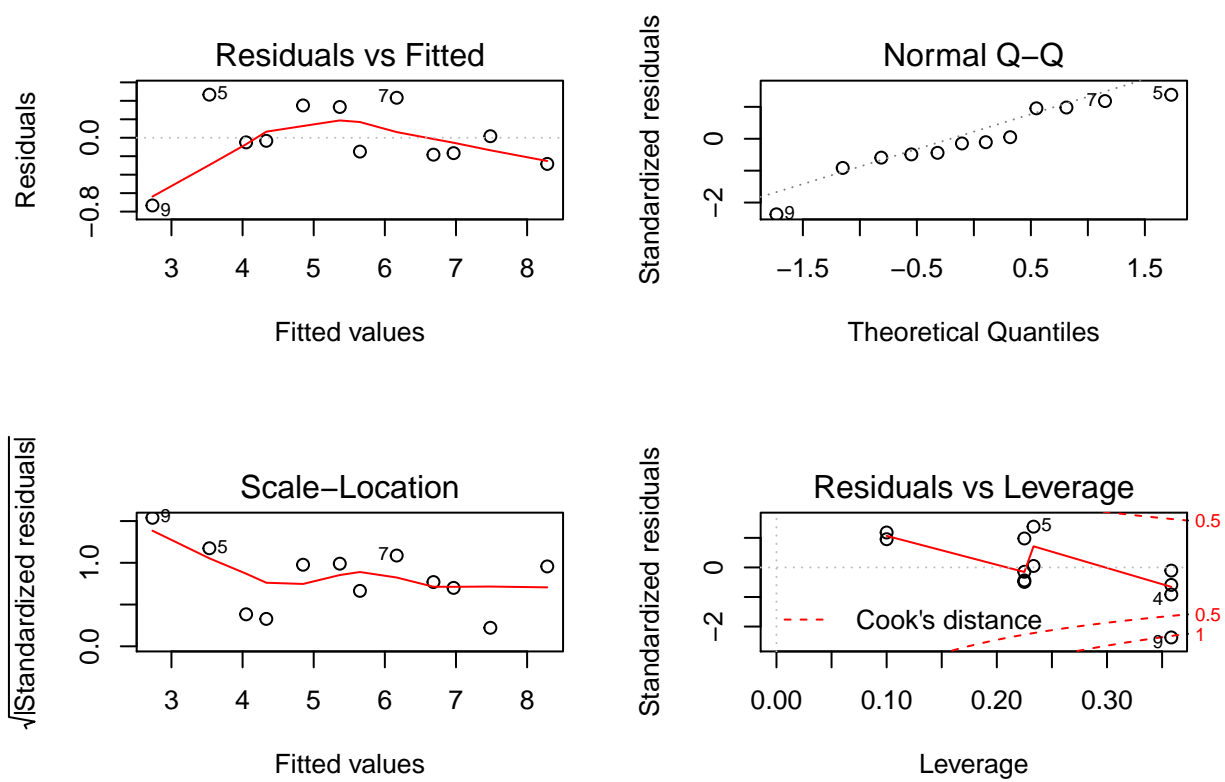 Residuals vs Fitted
Residuals
0.0
−0.8
5
7
9
3 4 5 6 7 8
Fitted values
Normal Q−Q
Standardized residuals
0
−2
7
5
9
−1.5 −0.5 0.5 1.5
Theoretical Quantiles
Scale−Location
√|Standardized residuals|
1.0
0.0
9
5
7
3 4 5 6 7 8
Fitted values
Residuals vs Leverage
Standardized residuals
0
−2
5
4
9
0.5
0.5
1
Cook's distance
0.00 0.10 0.20 0.30
Leverage